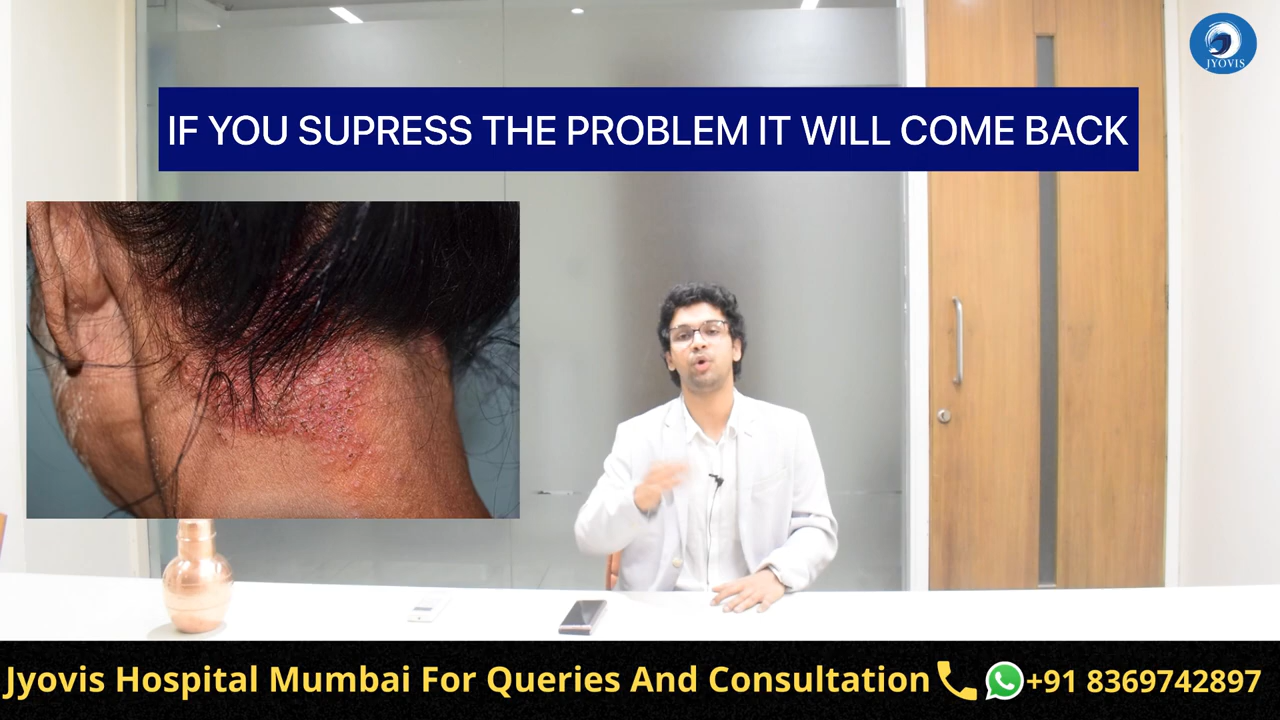 JYOVIS
IF YOU SUPRESS THE PROBLEM IT WILL COME BACK
Jyovis Hospital Mumbai For Queries And Consultation +91 8369742897